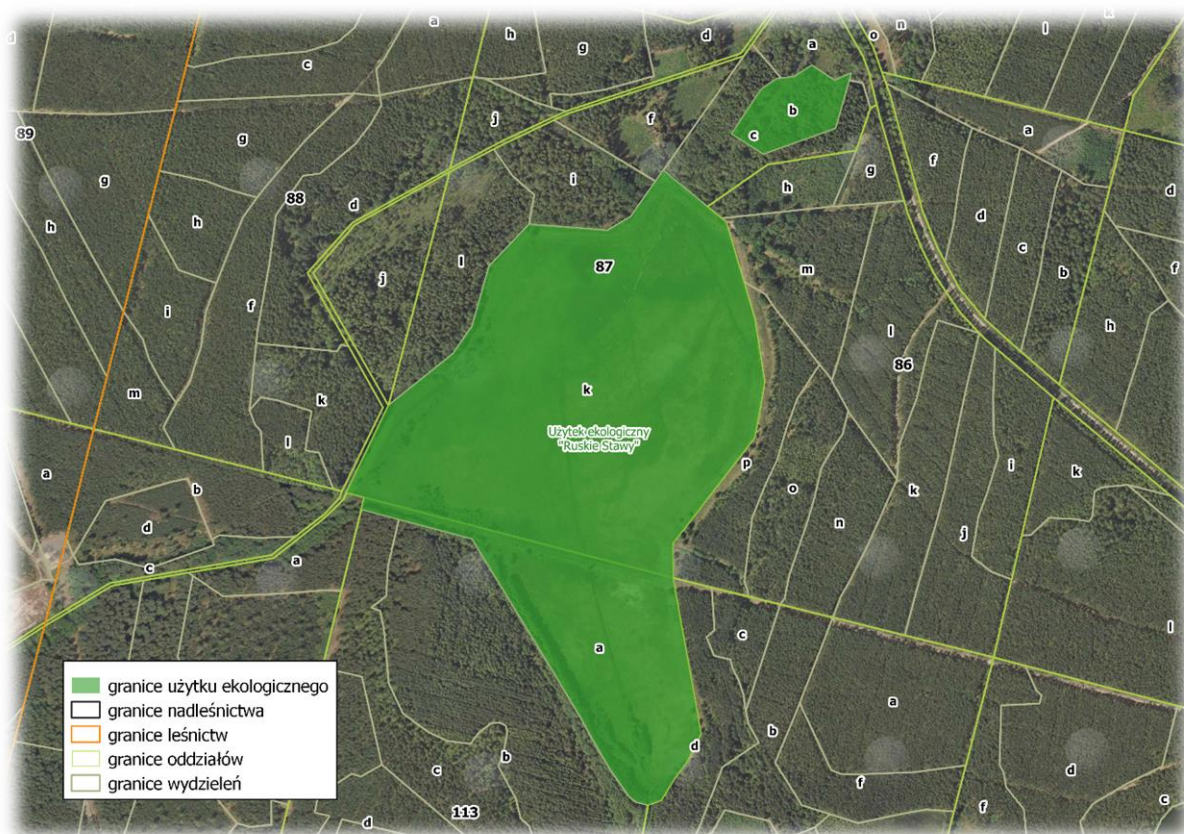 a
h
g
d
c
a
o
n
l
k
d
b
c
f
j
i
h
g
a
f
d
89
g
88
g
h
h
d
j
l
i
f
87
m
l
86
d
c
b
d
f
h
m
k
l
k
Użytek ekologiczny
"Ruskie Stawy"
p
o
n
k
j
i
k
l
a
b
d
c
a
a
c
d
b
a
f
d
f
c
b
c
113
d
granice użytku ekologicznego
granice nadleśnictwa
granice leśnictw
granice oddziałów
granice wydzieleń